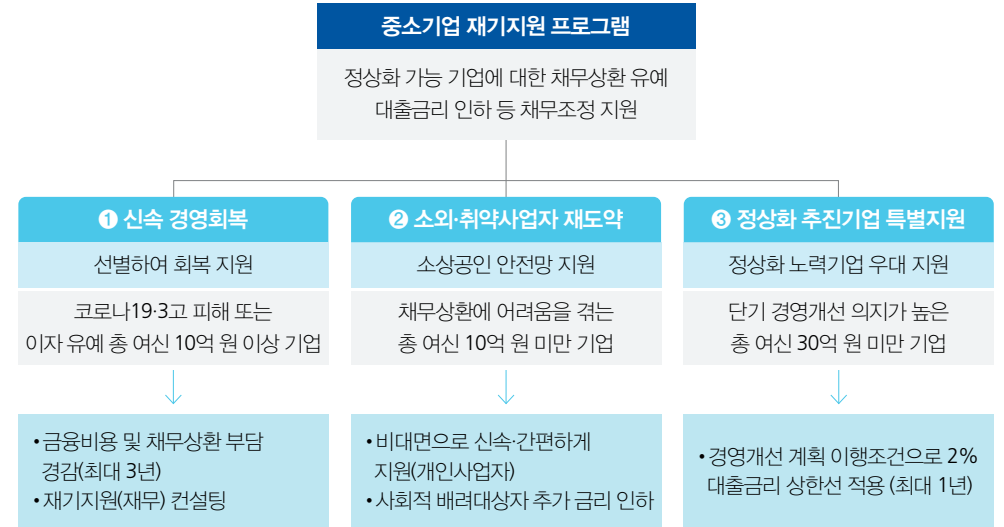 중소기업 재기지원 프로그램
정상화 가능 기업에 대한 채무상환 유예
대출금리 인하 등 채무조정 지원
❶ 신속 경영회복
선별하여 회복 지원
코로나19·3고 피해 또는
이자 유예 총 여신 10억 원 이상 기업
•금융비용 및 채무상환 부담
경감(최대 3년)
•재기지원(재무) 컨설팅
❷ 소외·취약사업자 재도약
소상공인 안전망 지원
채무상환에 어려움을 겪는
총 여신 10억 원 미만 기업
•비대면으로 신속·간편하게
지원(개인사업자)
•사회적 배려대상자 추가 금리 인하
❸ 정상화 추진기업 특별지원
정상화 노력기업 우대 지원
단기 경영개선 의지가 높은
총 여신 30억 원 미만 기업
•경영개선 계획 이행조건으로 2%
대출금리 상한선 적용 (최대 1년)